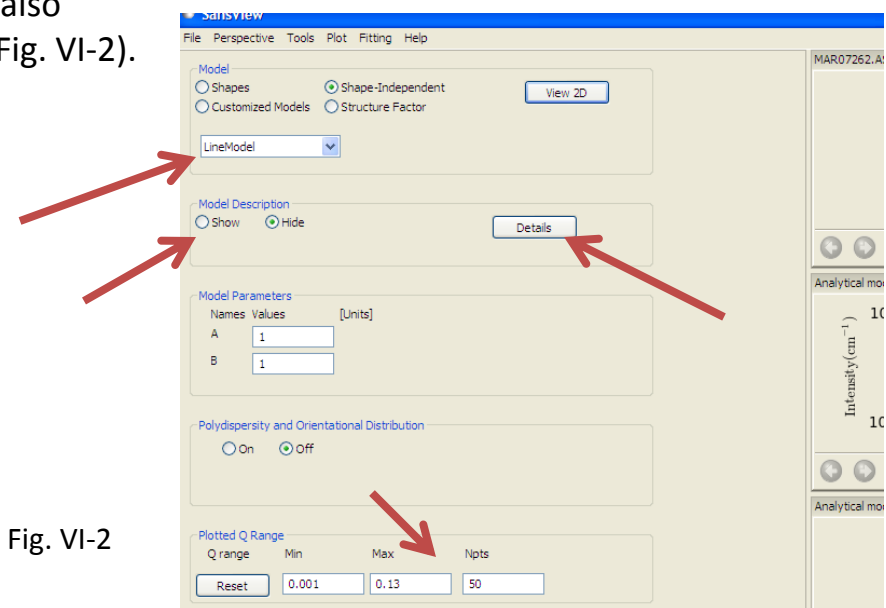 also
Fig. VI-2).
SansView
File Perspective Tools Plot Fitting Help
Model
Shapes Shape-Independent View 2D
Customized Models Structure Factor
LineModel
Model Description
Show Hide Details
Model Parameters
Names Values [Units]
A 1
B 1
Polydispersity and Orientational Distribution
On Off
Fig. VI-2
Plotted Q Range
Q range Min Max Npts
Reset 0.001 0.13 50
MAR07262.A
Analytical mo
Intensity(cm⁻¹)
10
10
Analytical mo